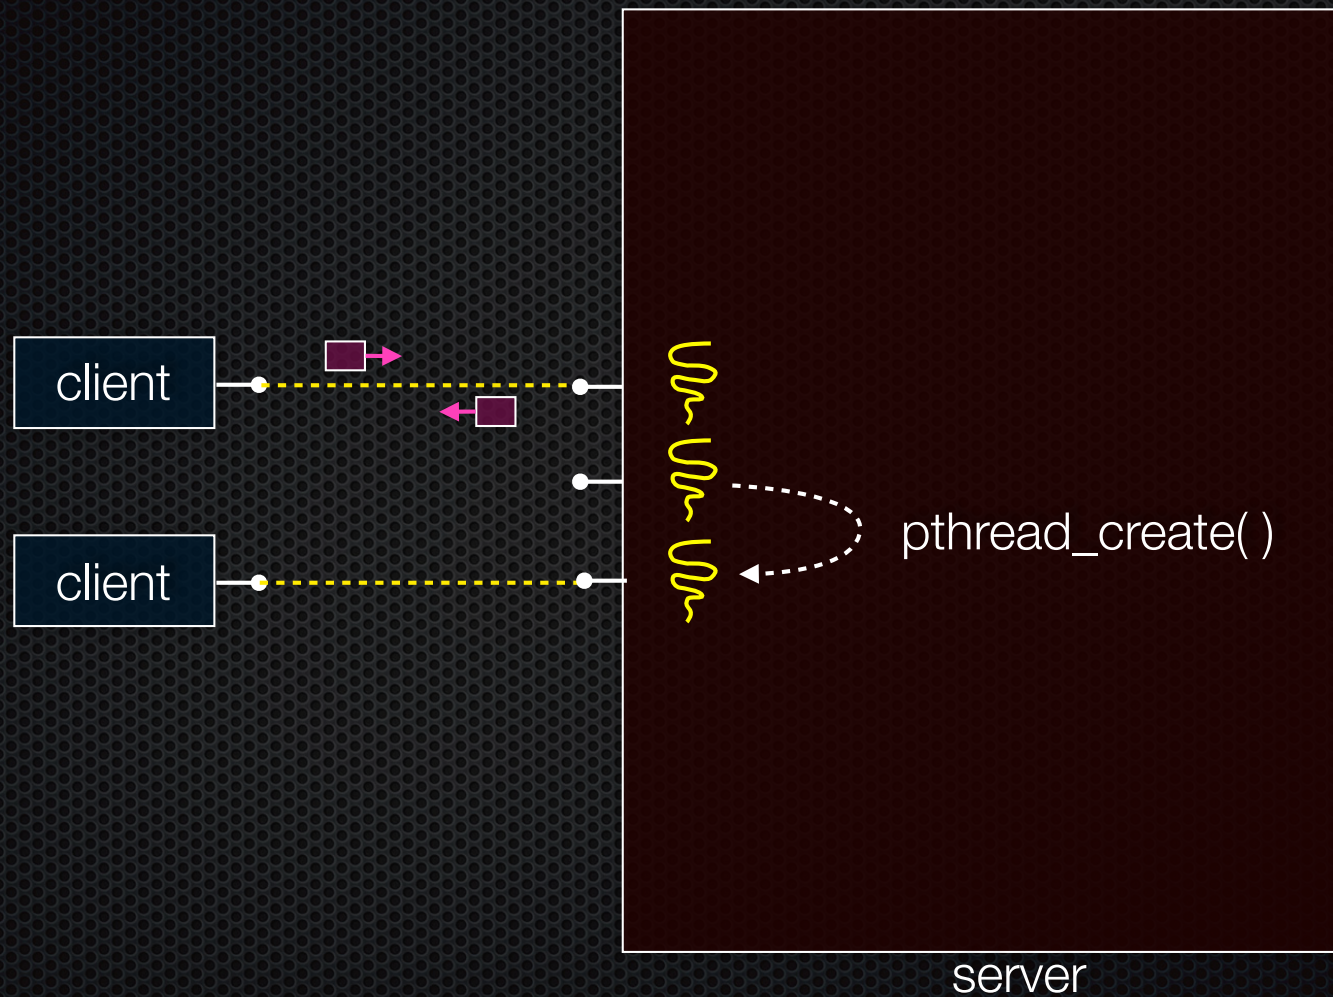 client
pthread_create( )
client
server